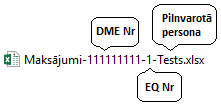 DME Nr
Pilnvarotā
persona
Maksājumi-111111111-1-Tests.xlsx
EQ Nr